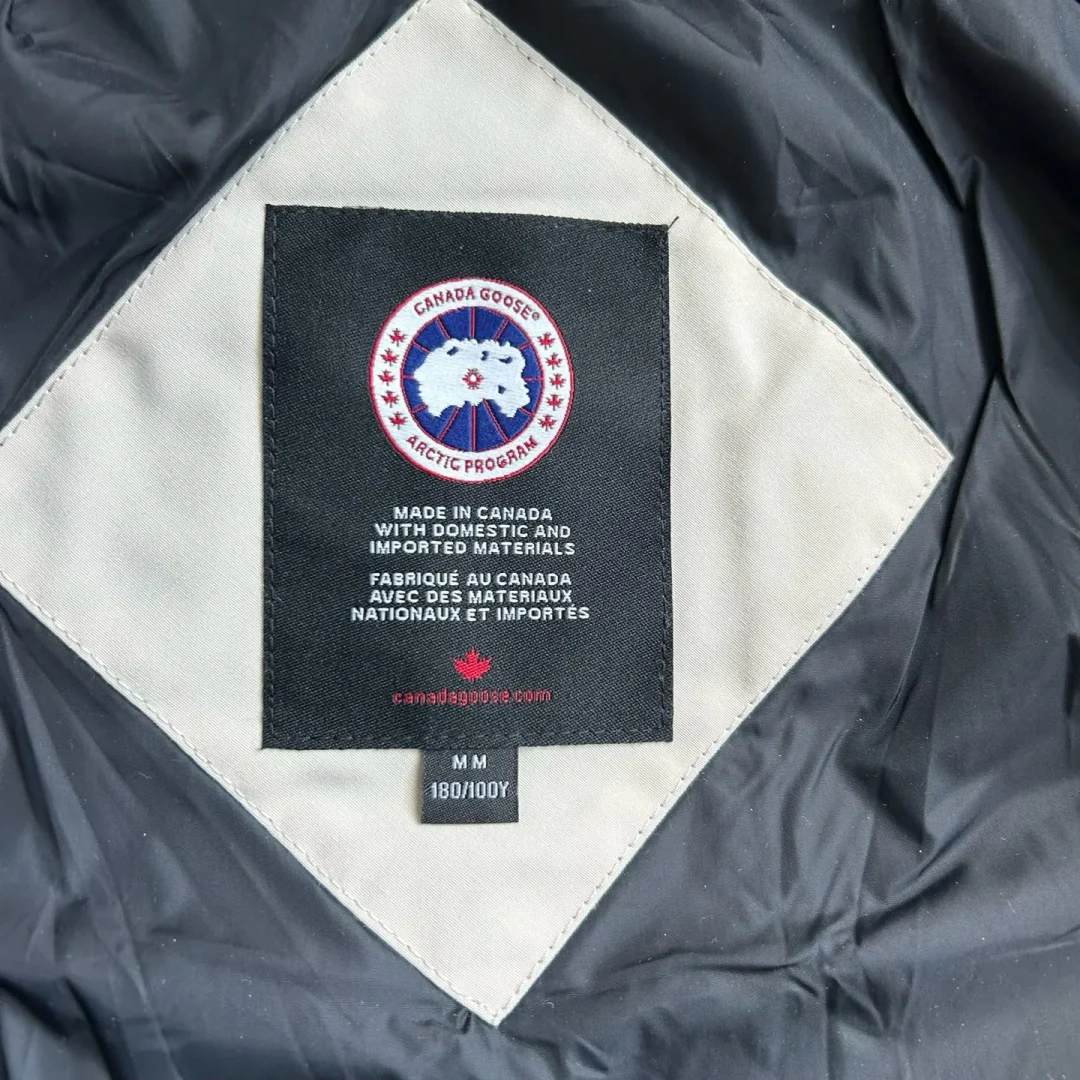 CANADA GOOSE®
ARCTIC PROGRAM
MADE IN CANADA
WITH DOMESTIC AND
IMPORTED MATERIALS
FABRIQUÉ AU CANADA
AVEC DES MATERIAUX
NATIONAUX ET IMPORTÉS
canadagoose.com
M M
180/100Y